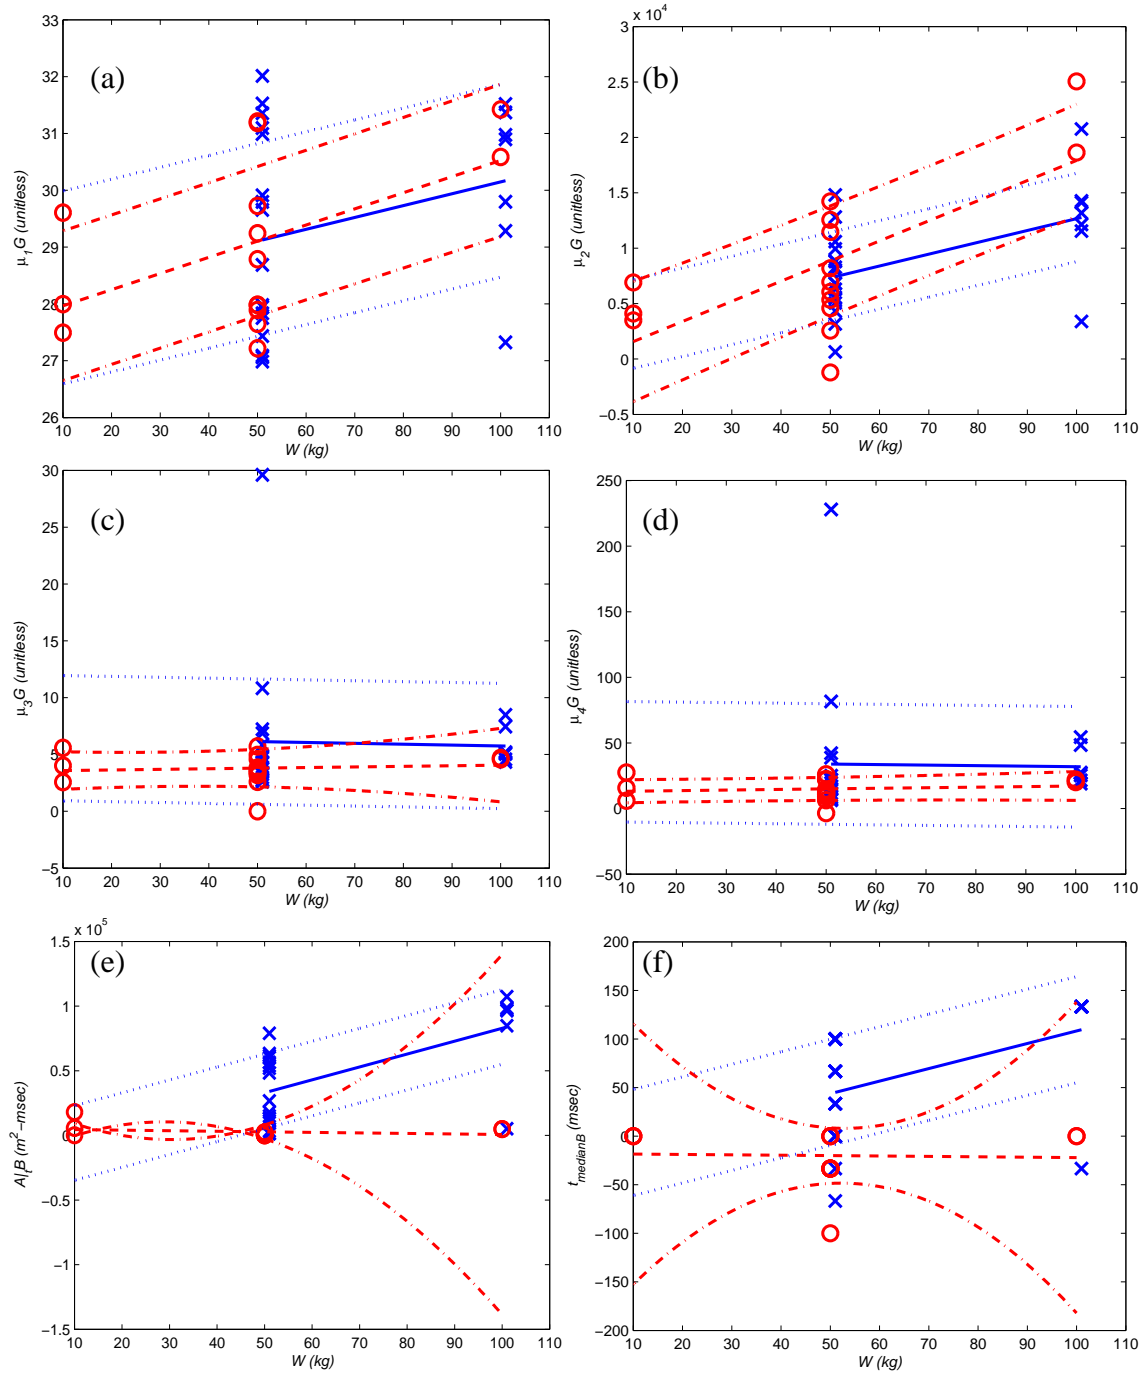 x 10^4
33
32
31
30
29
28
27
26
(a)
μ1G (unitless)
10 20 30 40 50 60 70 80 90 100 110
W (kg)
3
2.5
2
1.5
1
0.5
0
−0.5
(b)
μ2G (unitless)
10 20 30 40 50 60 70 80 90 100 110
W (kg)
30
25
20
15
10
5
0
−5
(c)
μ3G (unitless)
10 20 30 40 50 60 70 80 90 100 110
W (kg)
250
200
150
100
50
0
−50
(d)
μ4G (unitless)
10 20 30 40 50 60 70 80 90 100 110
W (kg)
x 10^5
1.5
1
0.5
0
−0.5
−1
−1.5
(e)
A|tB (m²−msec)
10 20 30 40 50 60 70 80 90 100 110
W (kg)
200
150
100
50
0
−50
−100
−150
−200
(f)
tmedianB (msec)
10 20 30 40 50 60 70 80 90 100 110
W (kg)